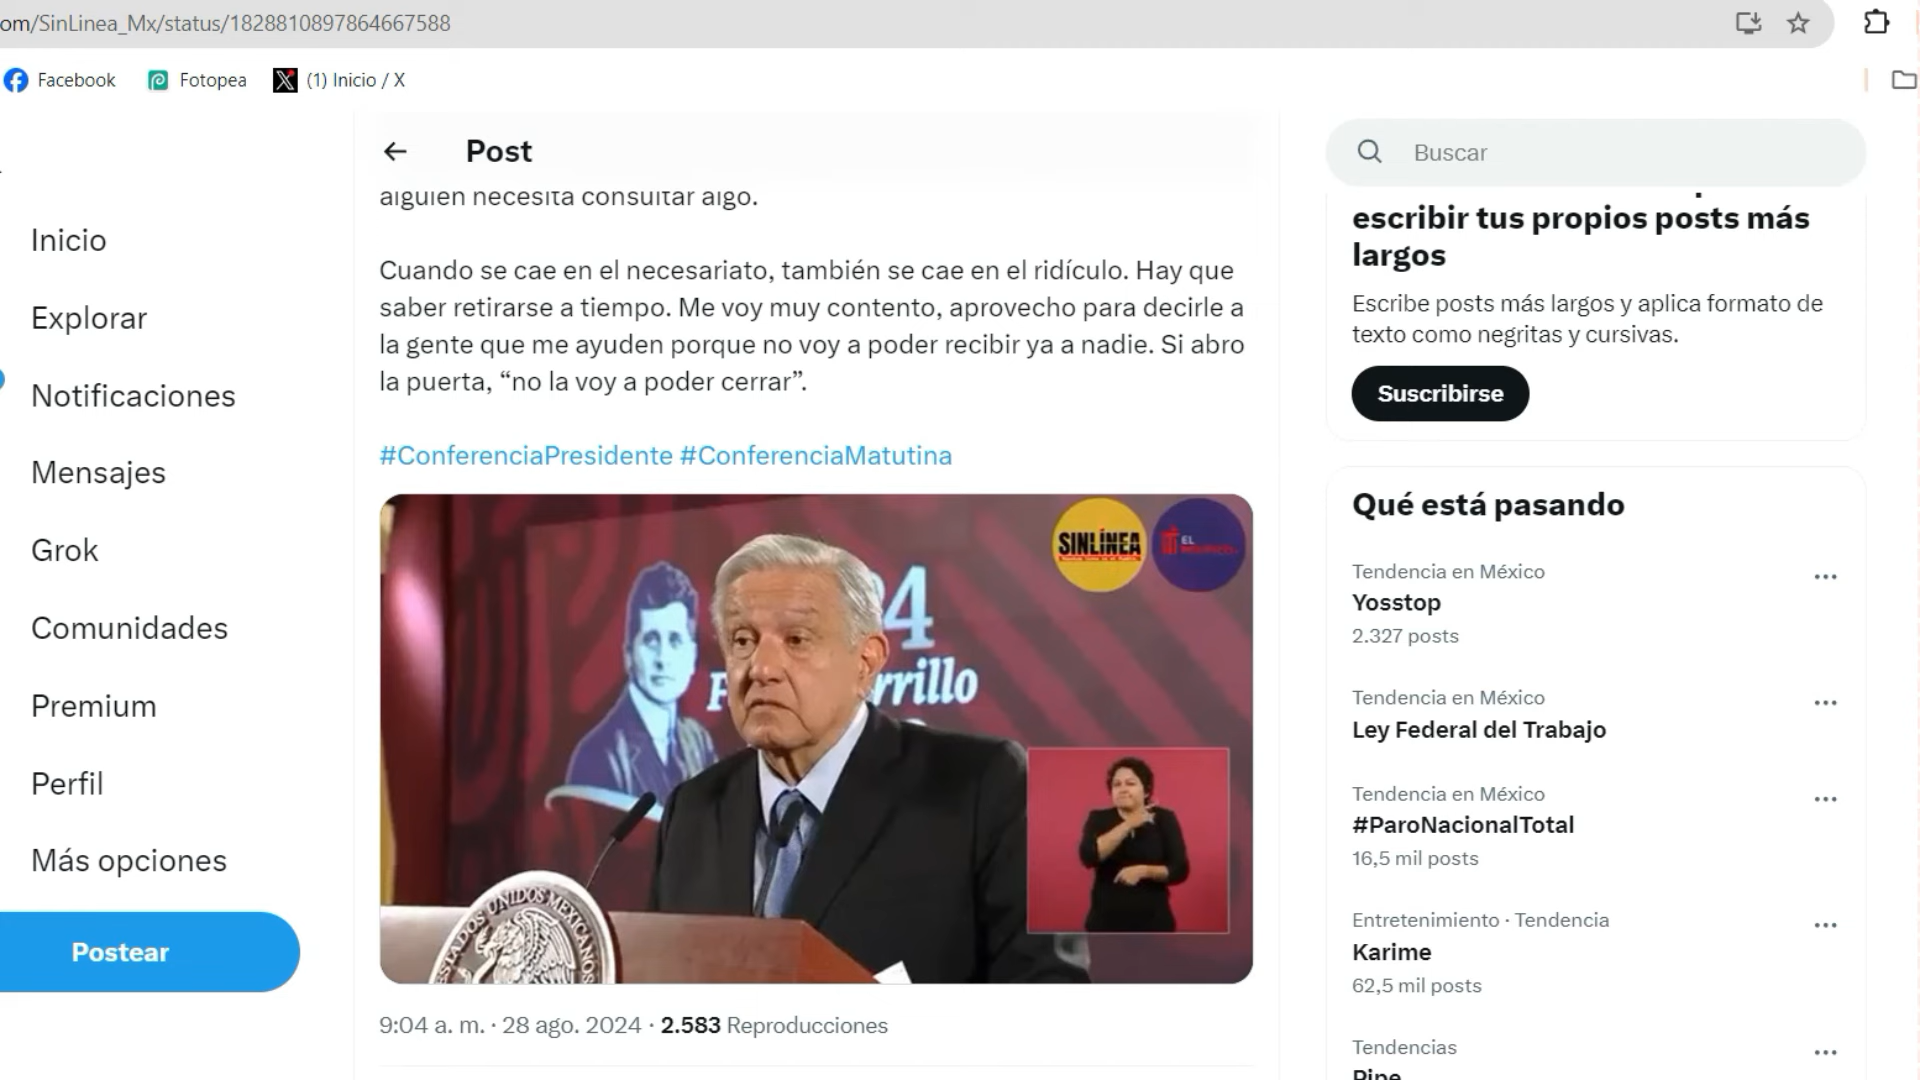 om/SinLinea_Mx/status/1828810897864667588
Facebook
Fotopea
(1) Inicio / X
Post
Buscar
Inicio
Explorar
Notificaciones
Mensajes
Grok
Comunidades
Premium
Perfil
Más opciones
Postear
alguien necesita consultar algo.
Cuando se cae en el necesariato, también se cae en el ridículo. Hay que
saber retirarse a tiempo. Me voy muy contento, aprovecho para decirle a
la gente que me ayuden porque no voy a poder recibir ya a nadie. Si abro
la puerta, “no la voy a poder cerrar”.
#ConferenciaPresidente #ConferenciaMatutina
SINLÍNEA
EL
24
F rrillo
ESTADOS UNIDOS MEXICANOS
9:04 a. m. · 28 ago. 2024 · 2.583 Reproducciones
escribir tus propios posts más
largos
Escribe posts más largos y aplica formato de
texto como negritas y cursivas.
Suscribirse
Qué está pasando
Tendencia en México
Yosstop
2.327 posts
Tendencia en México
Ley Federal del Trabajo
Tendencia en México
#ParoNacionalTotal
16,5 mil posts
Entretenimiento · Tendencia
Karime
62,5 mil posts
Tendencias
Pipe